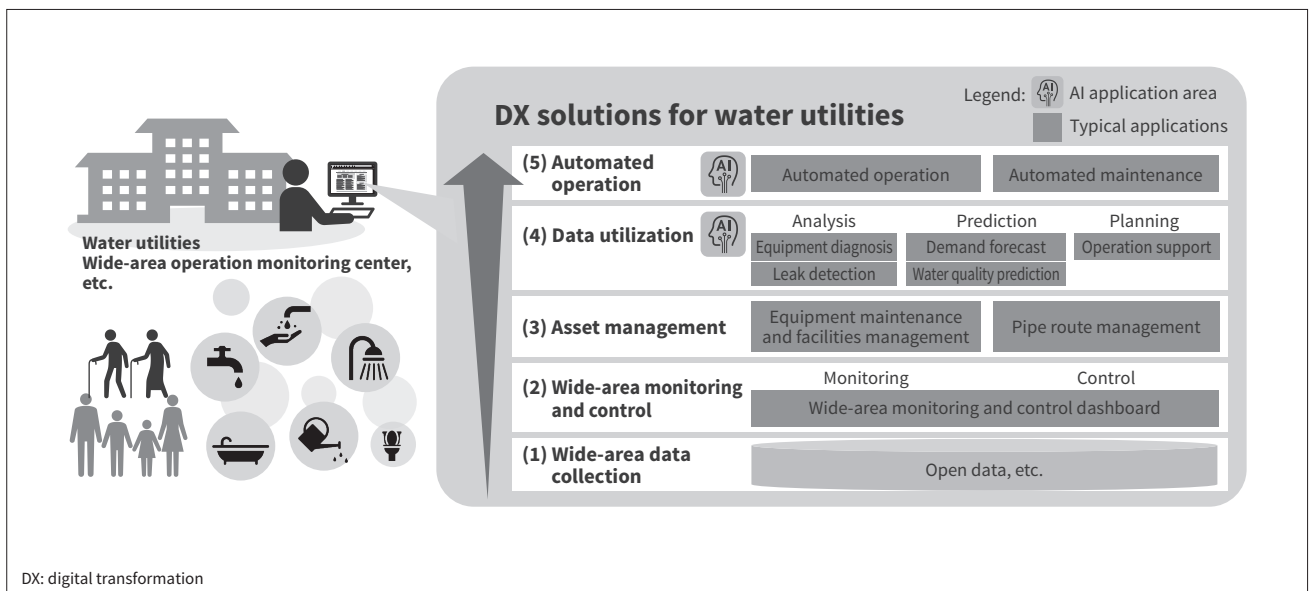 DX solutions for water utilities
Legend: AI AI application area
Typical applications
(5) Automated
operation
AI
Automated operation
Automated maintenance
(4) Data utilization
AI
Analysis
Equipment diagnosis
Leak detection
Prediction
Demand forecast
Water quality prediction
Planning
Operation support
(3) Asset management
Equipment maintenance
and facilities management
Pipe route management
(2) Wide-area monitoring
and control
Monitoring
Control
Wide-area monitoring and control dashboard
(1) Wide-area data
collection
Open data, etc.
Water utilities
Wide-area operation monitoring center,
etc.
DX: digital transformation